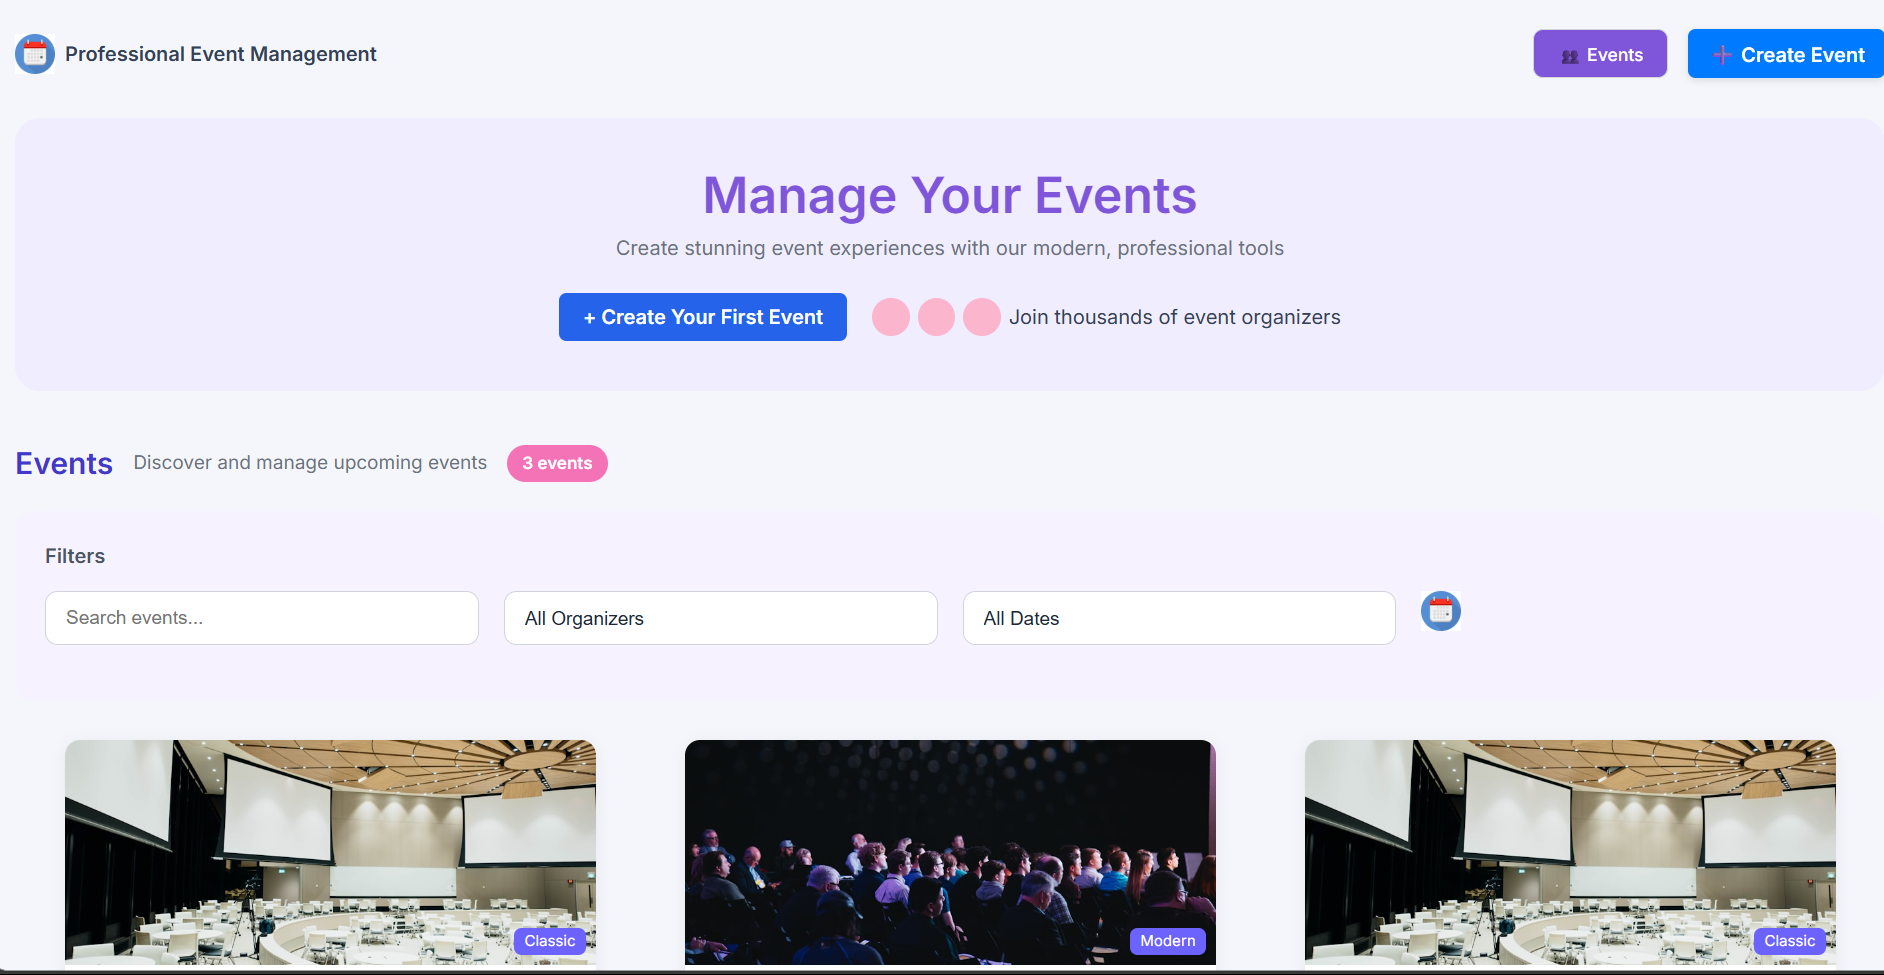 Professional Event Management
Events
Create Event
Manage Your Events
Create stunning event experiences with our modern, professional tools
+ Create Your First Event
Join thousands of event organizers
Events
Discover and manage upcoming events
3 events
Filters
Search events...
All Organizers
All Dates
Classic
Modern
Classic